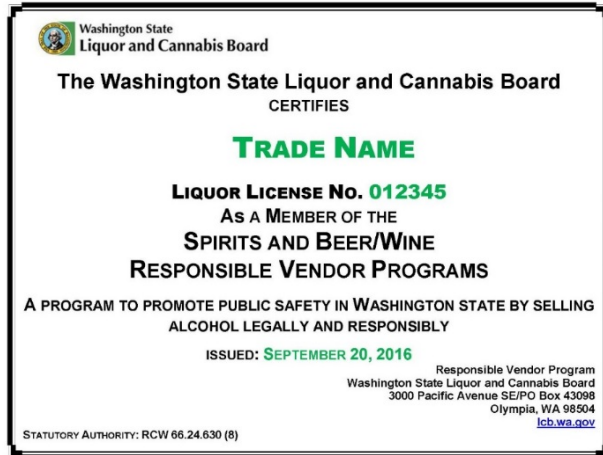 Washington State
Liquor and Cannabis Board
The Washington State Liquor and Cannabis Board
CERTIFIES
TRADE NAME
LIQUOR LICENSE NO. 012345
AS A MEMBER OF THE
SPIRITS AND BEER/WINE
RESPONSIBLE VENDOR PROGRAMS
A PROGRAM TO PROMOTE PUBLIC SAFETY IN WASHINGTON STATE BY SELLING
ALCOHOL LEGALLY AND RESPONSIBLY
ISSUED: SEPTEMBER 20, 2016
Responsible Vendor Program
Washington State Liquor and Cannabis Board
3000 Pacific Avenue SE/PO Box 43098
Olympia, WA 98504
lcb.wa.gov
STATUTORY AUTHORITY: RCW 66.24.630 (8)